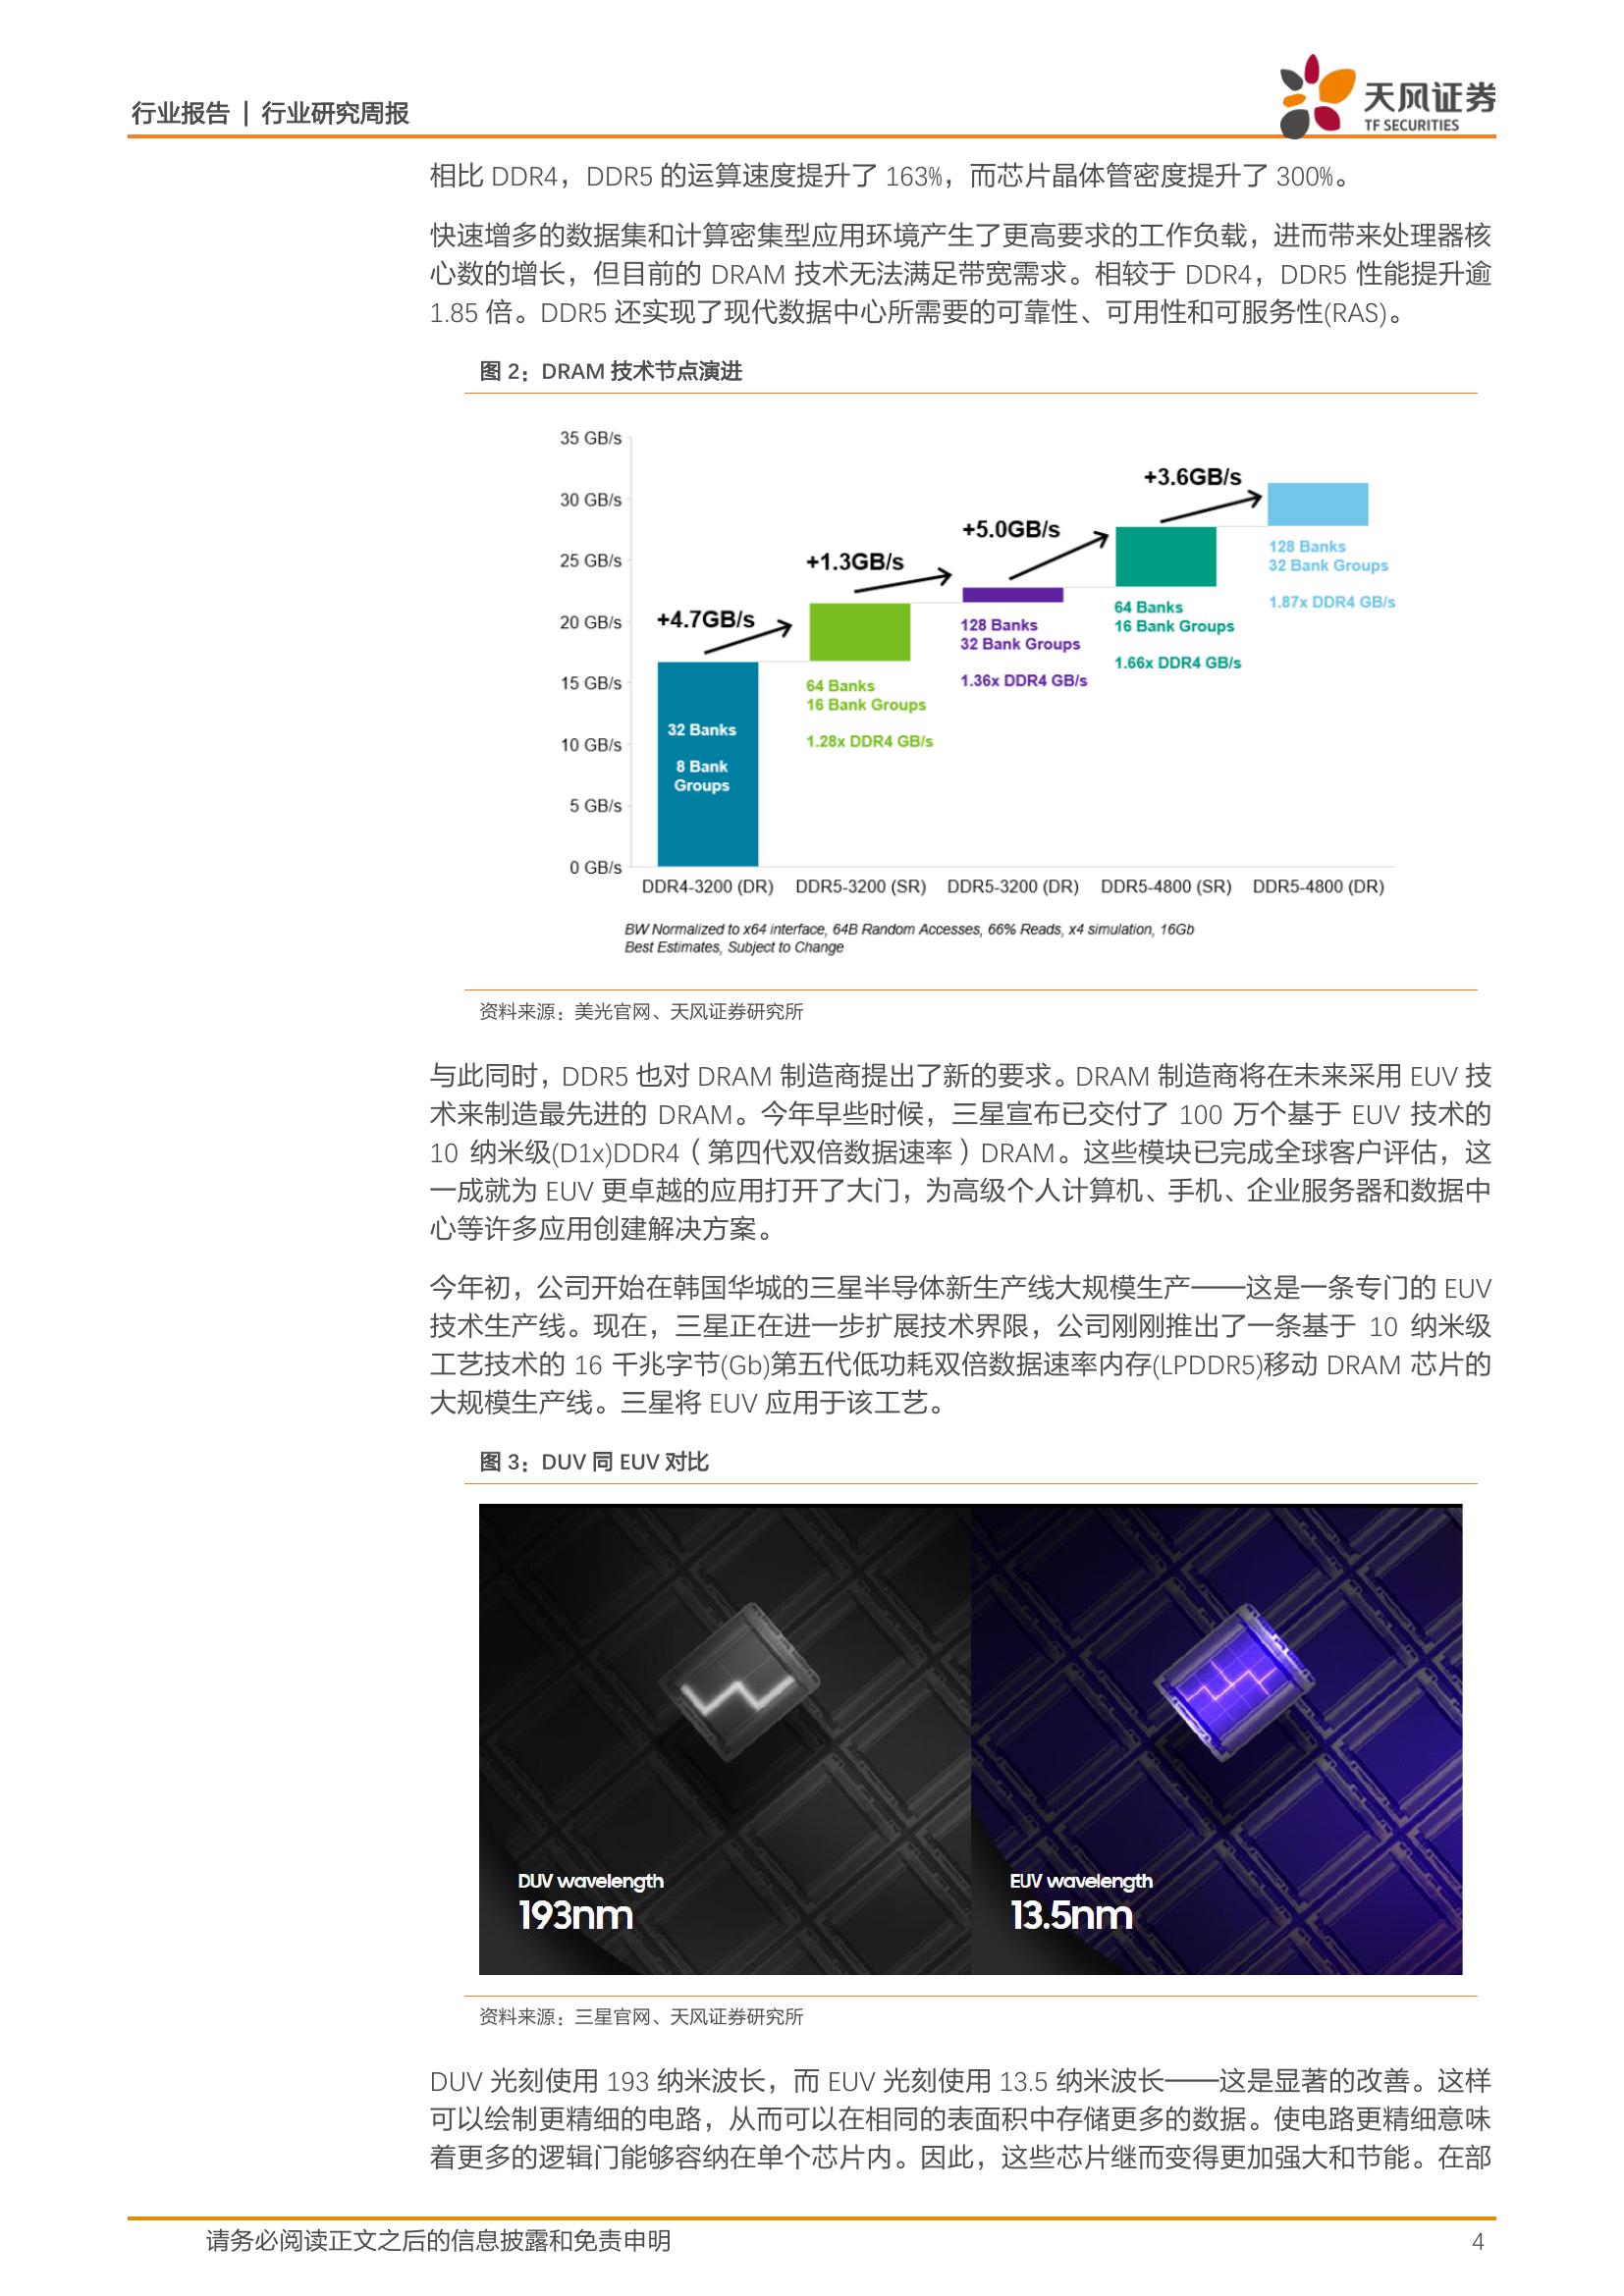 行业报告 | 行业研究周报
天风证券
TF SECURITIES
相比 DDR4，DDR5 的运算速度提升了 163%，而芯片晶体管密度提升了 300%。
快速增多的数据集和计算密集型应用环境产生了更高要求的工作负载，进而带来处理器核
心数的增长，但目前的 DRAM 技术无法满足带宽需求。相较于 DDR4，DDR5 性能提升逾
1.85 倍。DDR5 还实现了现代数据中心所需要的可靠性、可用性和可服务性(RAS)。
图 2：DRAM 技术节点演进
35 GB/s
30 GB/s
25 GB/s
20 GB/s
15 GB/s
10 GB/s
5 GB/s
0 GB/s
+4.7GB/s
+1.3GB/s
+5.0GB/s
+3.6GB/s
32 Banks
8 Bank
Groups
64 Banks
16 Bank Groups
1.28x DDR4 GB/s
128 Banks
32 Bank Groups
1.36x DDR4 GB/s
64 Banks
16 Bank Groups
1.66x DDR4 GB/s
128 Banks
32 Bank Groups
1.87x DDR4 GB/s
DDR4-3200 (DR) DDR5-3200 (SR) DDR5-3200 (DR) DDR5-4800 (SR) DDR5-4800 (DR)
BW Normalized to x64 interface, 64B Random Accesses, 66% Reads, x4 simulation, 16Gb
Best Estimates, Subject to Change
资料来源：美光官网、天风证券研究所
与此同时，DDR5 也对 DRAM 制造商提出了新的要求。DRAM 制造商将在未来采用 EUV 技
术来制造最先进的 DRAM。今年早些时候，三星宣布已交付了 100 万个基于 EUV 技术的
10 纳米级(D1x)DDR4（第四代双倍数据速率）DRAM。这些模块已完成全球客户评估，这
一成就为 EUV 更卓越的应用打开了大门，为高级个人计算机、手机、企业服务器和数据中
心等许多应用创建解决方案。
今年初，公司开始在韩国华城的三星半导体新生产线大规模生产——这是一条专门的 EUV
技术生产线。现在，三星正在进一步扩展技术界限，公司刚刚推出了一条基于 10 纳米级
工艺技术的 16 千兆字节(Gb)第五代低功耗双倍数据速率内存(LPDDR5)移动 DRAM 芯片的
大规模生产线。三星将 EUV 应用于该工艺。
图 3：DUV 同 EUV 对比
DUV wavelength
193nm
EUV wavelength
13.5nm
资料来源：三星官网、天风证券研究所
DUV 光刻使用 193 纳米波长，而 EUV 光刻使用 13.5 纳米波长——这是显著的改善。这样
可以绘制更精细的电路，从而可以在相同的表面积中存储更多的数据。使电路更精细意味
着更多的逻辑门能够容纳在单个芯片内。因此，这些芯片继而变得更加强大和节能。在部
请务必阅读正文之后的信息披露和免责申明
4